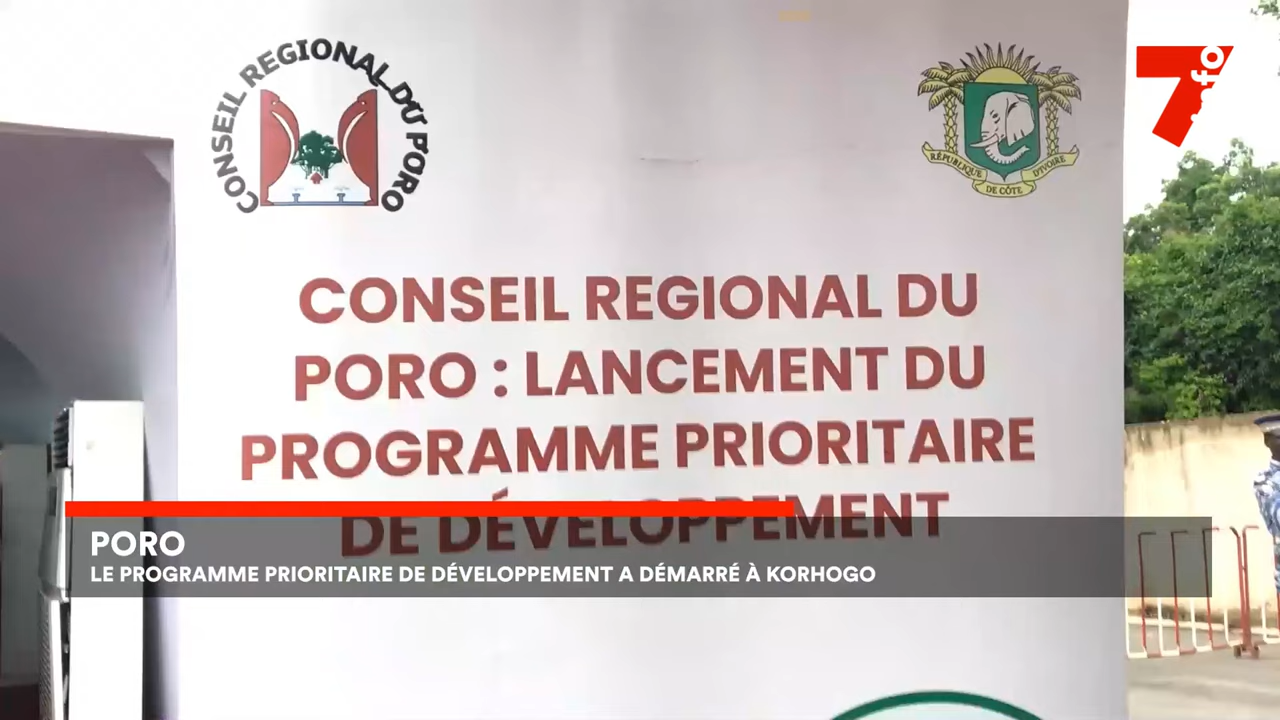 CONSEIL REGIONAL DU PORO
RÉPUBLIQUE
DE CÔTE
D'IVOIRE
7info
CONSEIL REGIONAL DU
PORO : LANCEMENT DU
PROGRAMME PRIORITAIRE
DE DÉVELOPPEMENT
PORO
LE PROGRAMME PRIORITAIRE DE DÉVELOPPEMENT A DÉMARRÉ À KORHOGO